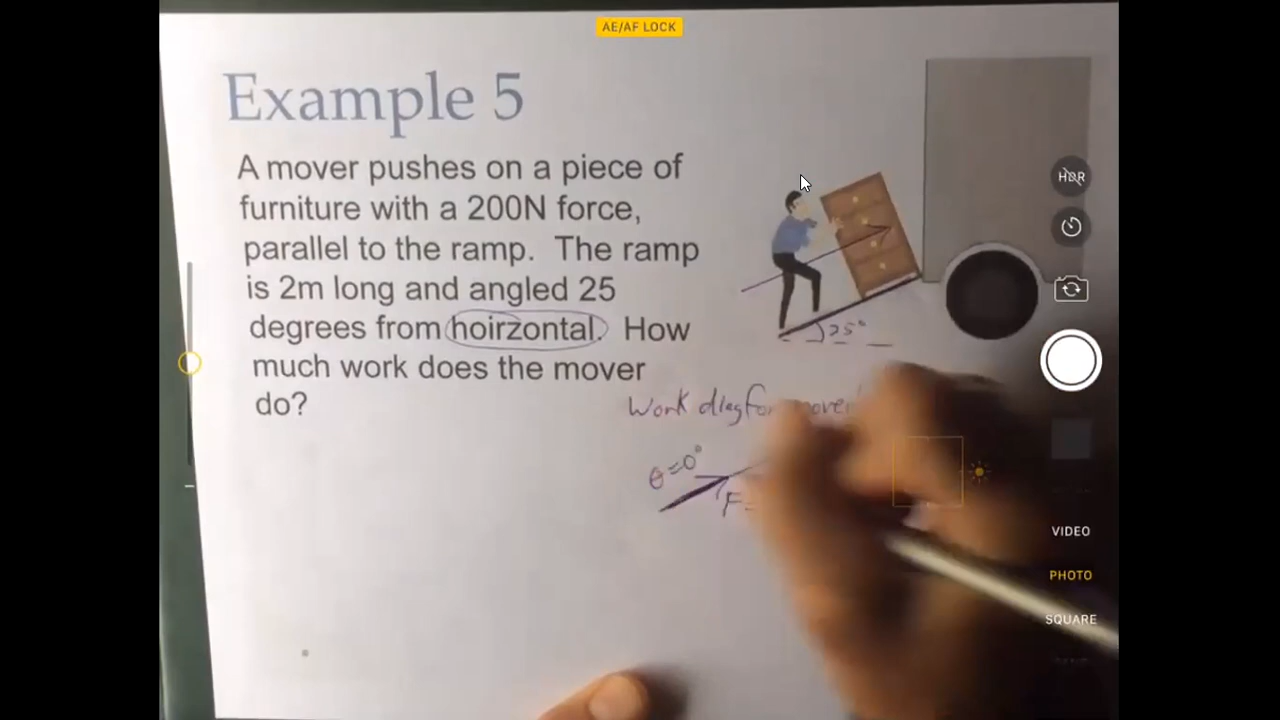 AE/AF LOCK
Example 5
A mover pushes on a piece of
furniture with a 200N force,
parallel to the ramp. The ramp
is 2m long and angled 25
degrees from hoirzontal. How
much work does the mover
do?
25°
HDR
Work diag for
θ=0°
F=
VIDEO
PHOTO
SQUARE